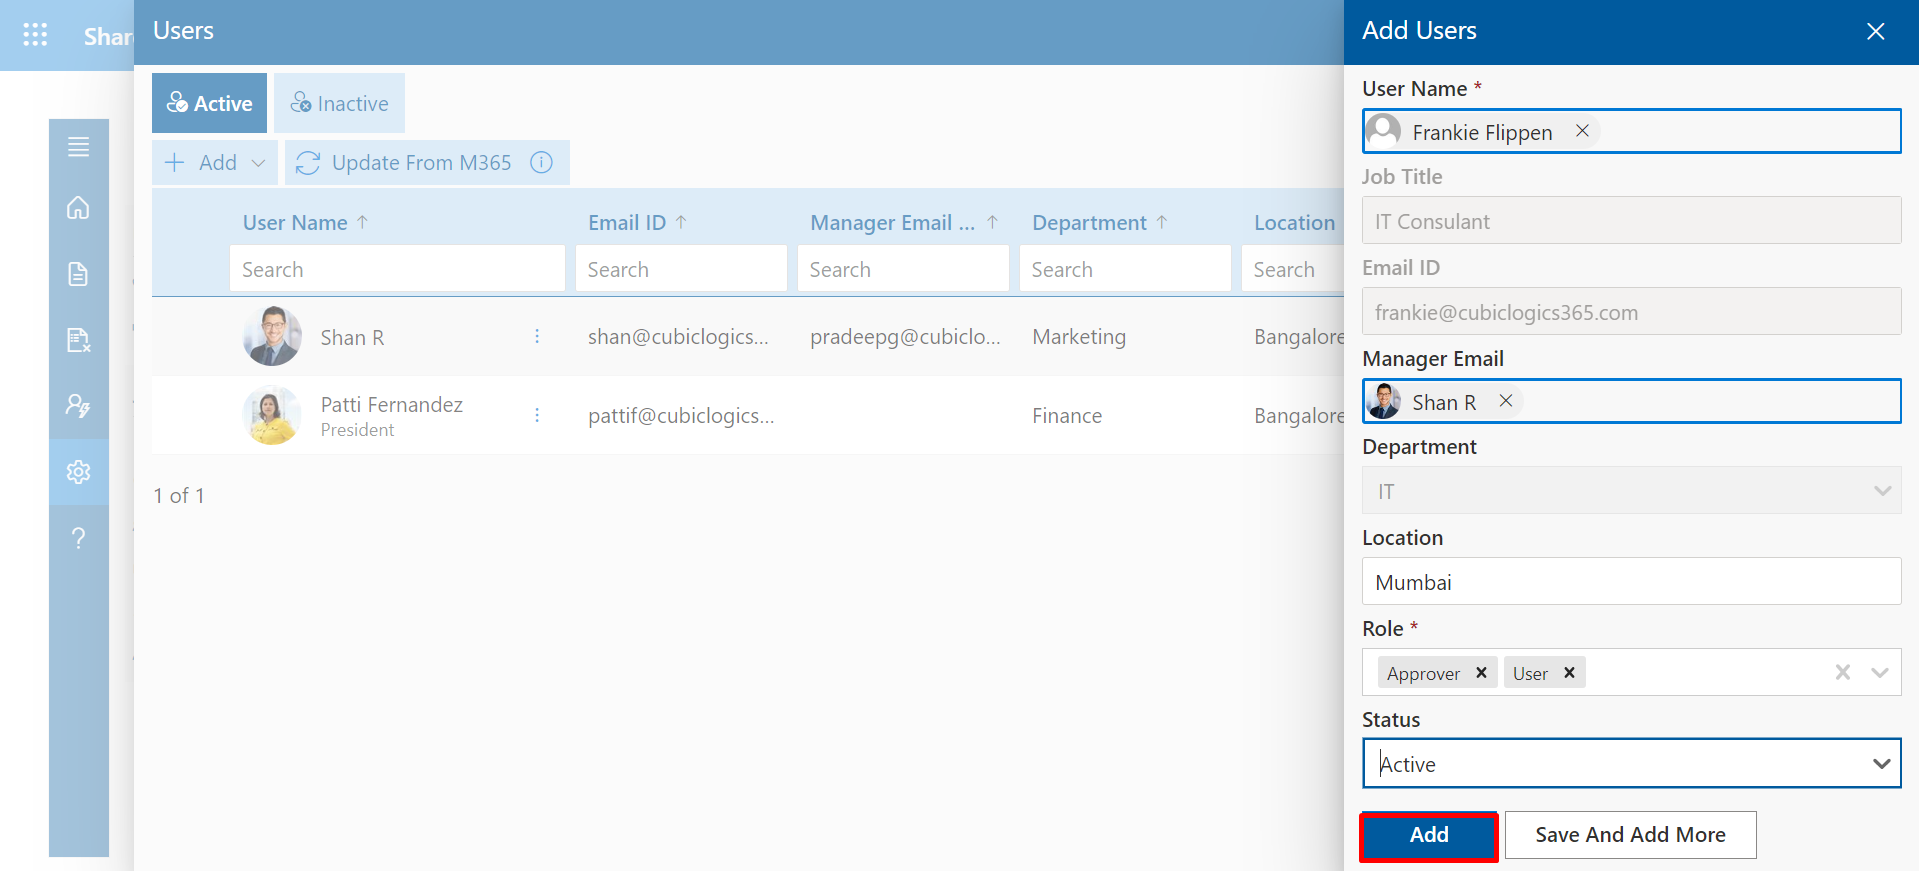 Shar
Users
Active
Inactive
Add
Update From M365
User Name
Email ID
Manager Email ...
Department
Location
Search
Search
Search
Search
Search
Shan R
shan@cubiclogics...
pradeepg@cubiclo...
Marketing
Bangalore
Patti Fernandez
President
pattif@cubiclogics...
Finance
Bangalore
1 of 1
Add Users
User Name *
Frankie Flippen
Job Title
IT Consulant
Email ID
frankie@cubiclogics365.com
Manager Email
Shan R
Department
IT
Location
Mumbai
Role *
Approver
User
Status
Active
Add
Save And Add More